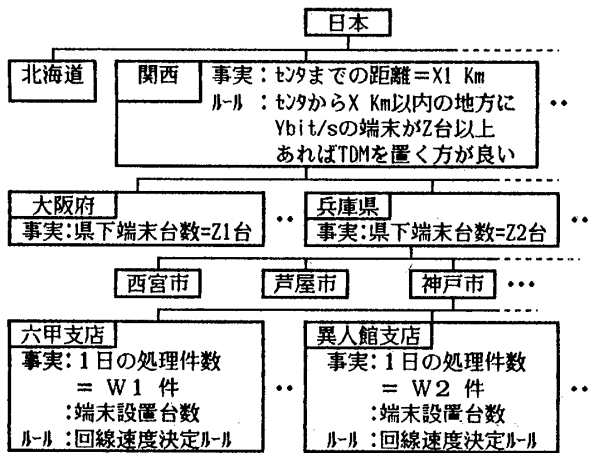 日本
北海道
関西
事実：ｾﾝﾀまでの距離＝X1 Km
ﾙｰﾙ：ｾﾝﾀからX Km以内の地方に
Ybit/sの端末がZ台以上
あればTDMを置く方が良い
大阪府
事実:県下端末台数=Z1台
兵庫県
事実:県下端末台数=Z2台
西宮市
芦屋市
神戸市
六甲支店
事実:１日の処理件数
＝ Ｗ１ 件
:端末設置台数
ﾙｰﾙ:回線速度決定ﾙｰﾙ
異人館支店
事実:１日の処理件数
＝ Ｗ２ 件
:端末設置台数
ﾙｰﾙ:回線速度決定ﾙｰﾙ